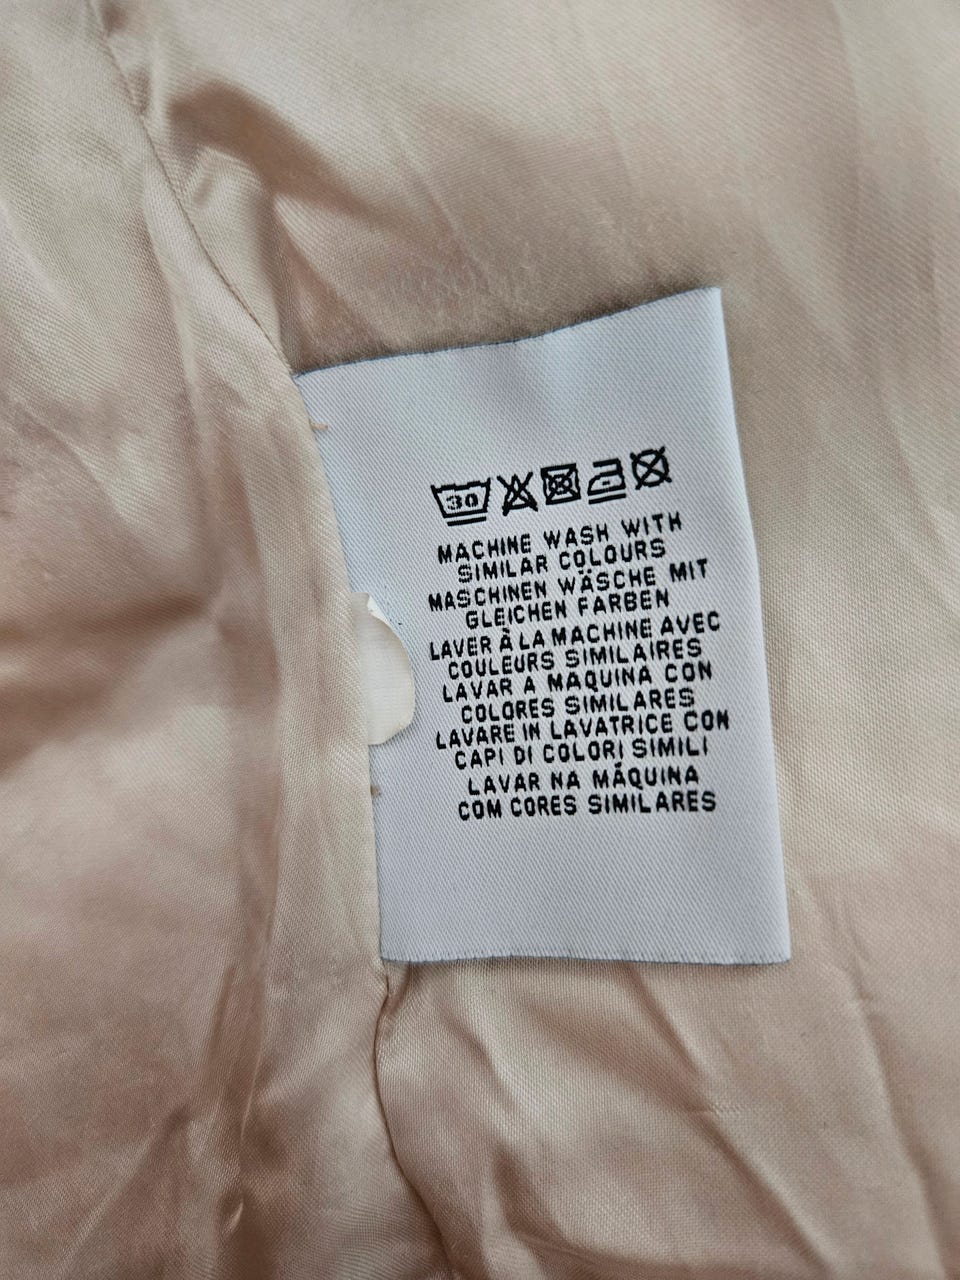 30
MACHINE WASH WITH
SIMILAR COLOURS
MASCHINEN WÄSCHE MIT
GLEICHEN FARBEN
LAVER À LA MACHINE AVEC
COULEURS SIMILAIRES
LAVAR A MAQUINA CON
COLORES SIMILARES
LAVARE IN LAVATRICE CON
CAPI DI COLORI SIMILI
LAVAR NA MÁQUINA
COM CORES SIMILARES